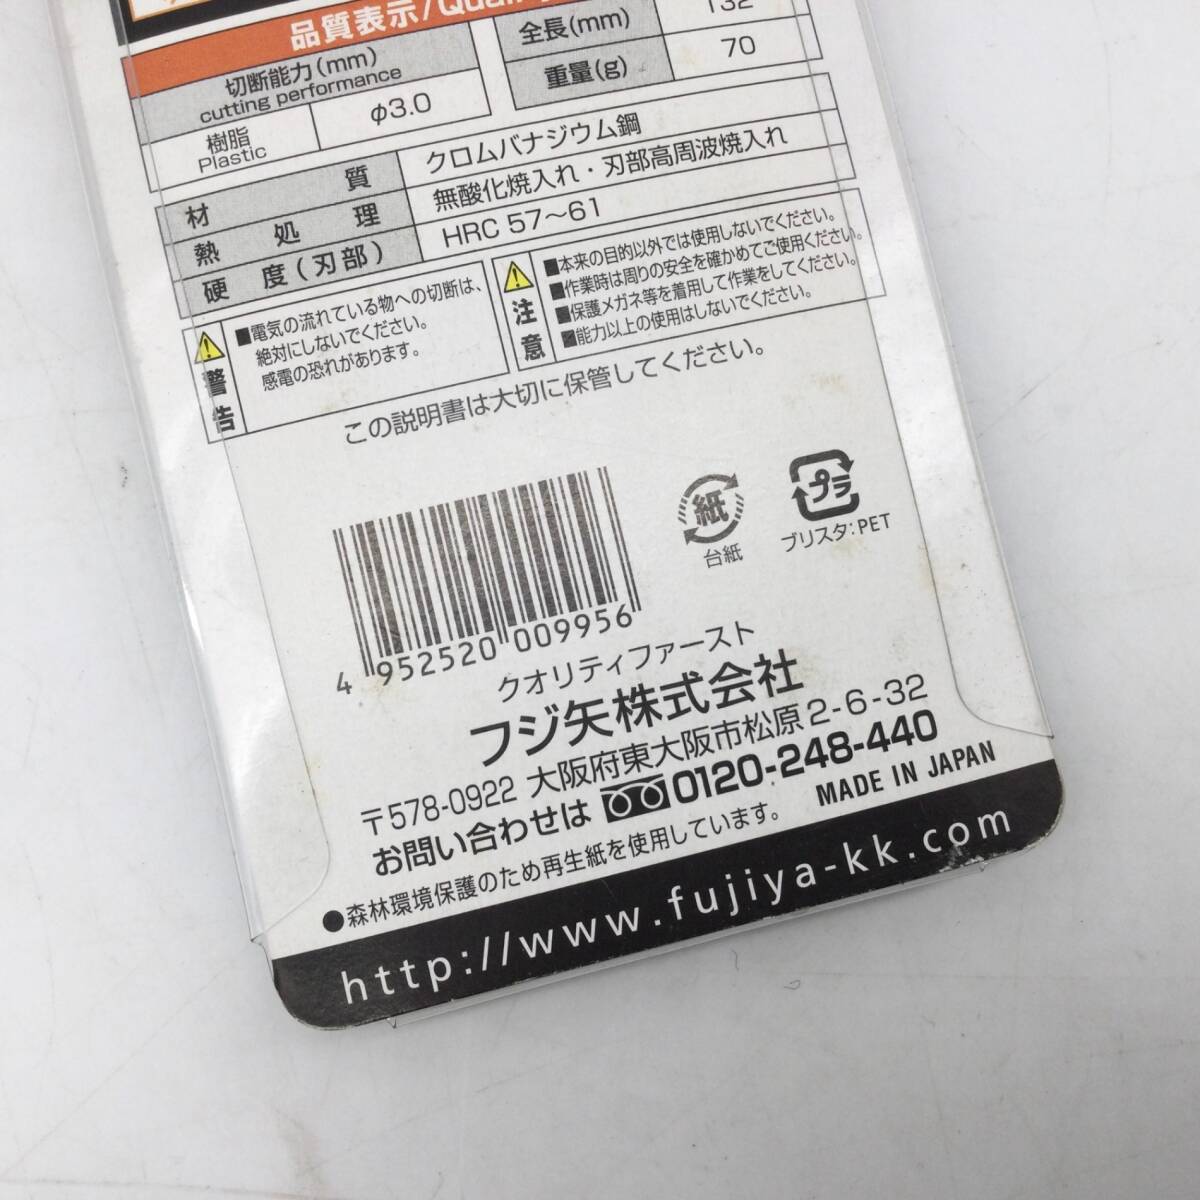 品質表示/Quality
切断能力(mm)
cutting performance
樹脂
Plastic
φ3.0
全長(mm)
132
重量(g)
70
材質
クロムバナジウム鋼
熱処理
無酸化焼入れ・刃部高周波焼入れ
硬度(刃部)
HRC 57〜61
警告
■電気の流れている物への切断は、
絶対にしないでください。
感電の恐れがあります。
注意
■本来の目的以外では使用しないでください。
■作業時は周りの安全を確かめてご使用ください。
■保護メガネ等を着用して作業をしてください。
■能力以上の使用はしないでください。
この説明書は大切に保管してください。
4 952520 009956
紙
台紙
プラ
ブリスタ:PET
クオリティファースト
フジ矢株式会社
〒578-0922 大阪府東大阪市松原2-6-32
お問い合わせは 0120-248-440
●森林環境保護のため再生紙を使用しています。
MADE IN JAPAN
http://www.fujiya-kk.com